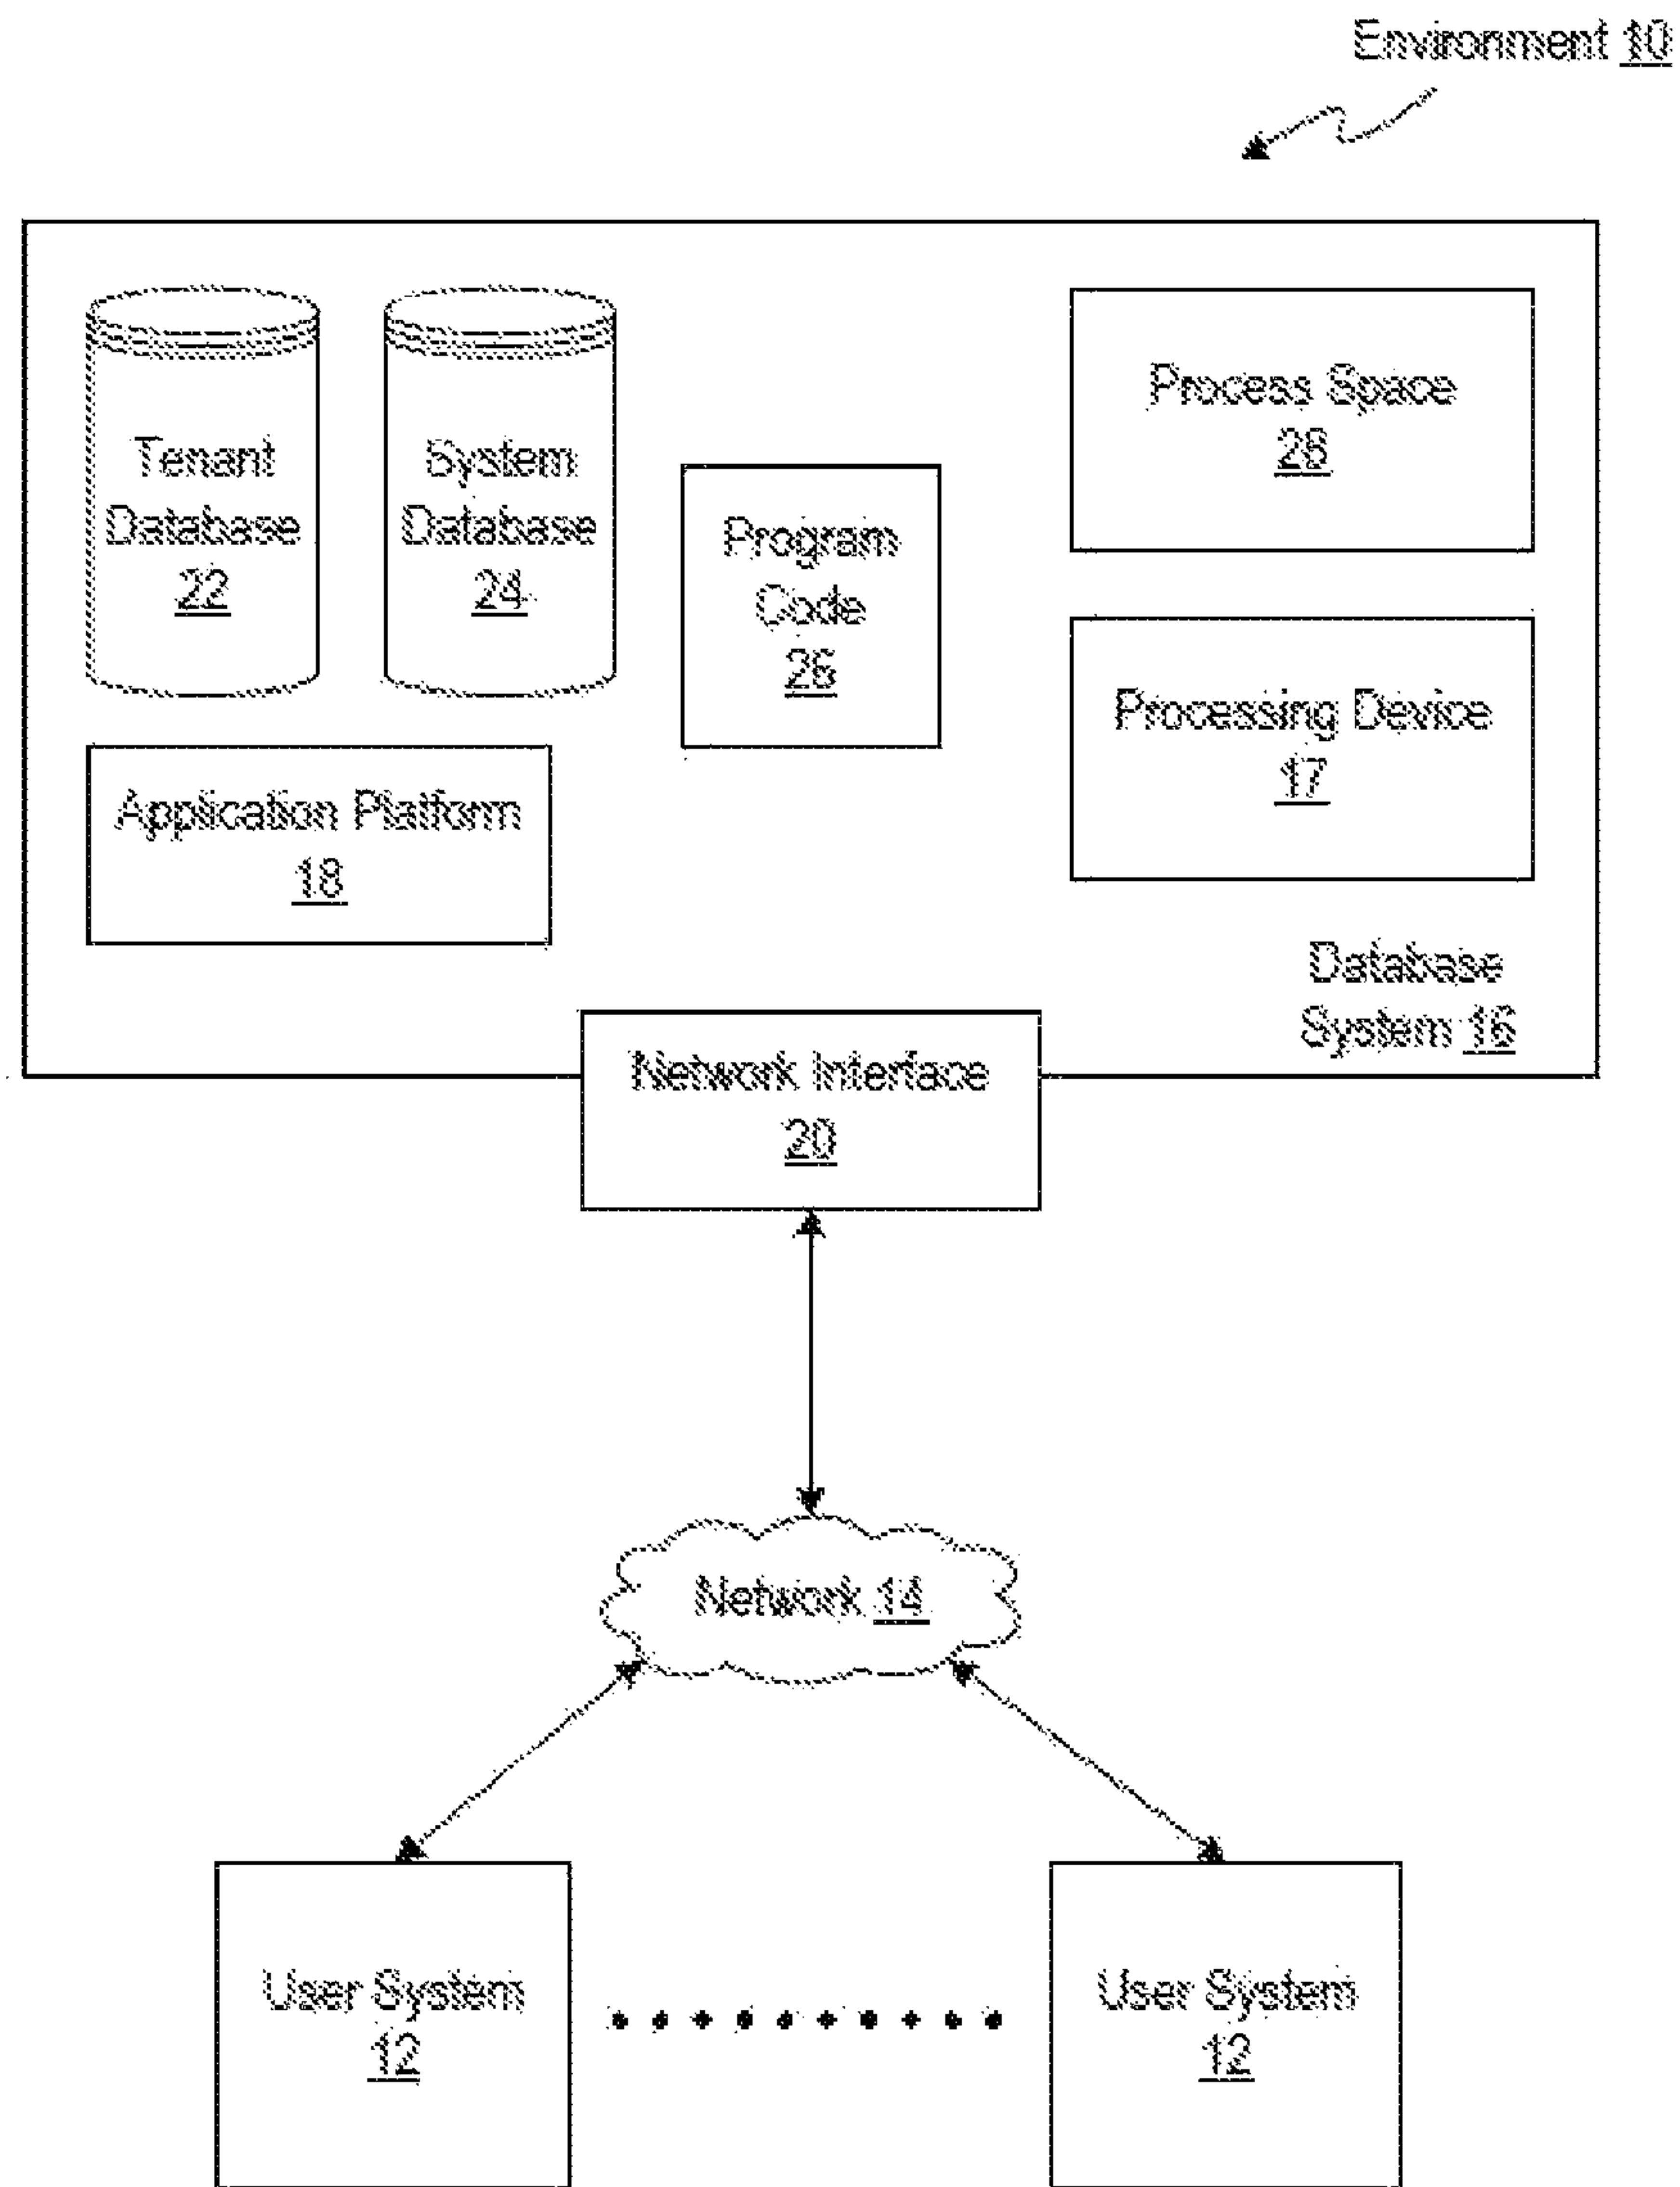 Environment 10
Tenant
Database
22
System
Database
24
Program
Code
26
Process Space
28
Processing Device
17
Application Platform
18
Database
System 16
Network Interface
20
Network 14
User System
12
User System
12